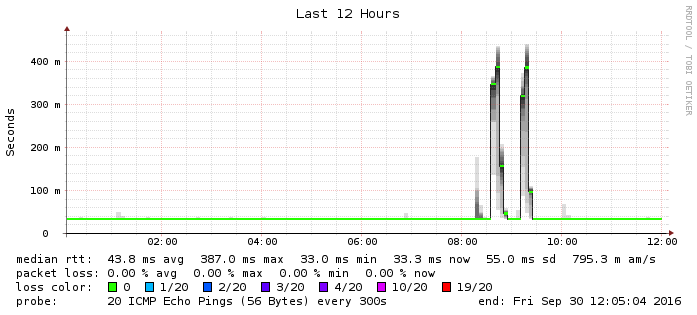 Last 12 Hours
RRDTOOL / TOBI OETIKER
Seconds
400 m
300 m
200 m
100 m
0
02:00 04:00 06:00 08:00 10:00 12:00
median rtt: 43.8 ms avg 387.0 ms max 33.0 ms min 33.3 ms now 55.0 ms sd 795.3 m am/s
packet loss: 0.00 % avg 0.00 % max 0.00 % min 0.00 % now
loss color: 0 1/20 2/20 3/20 4/20 10/20 19/20
probe: 20 ICMP Echo Pings (56 Bytes) every 300s end: Fri Sep 30 12:05:04 2016